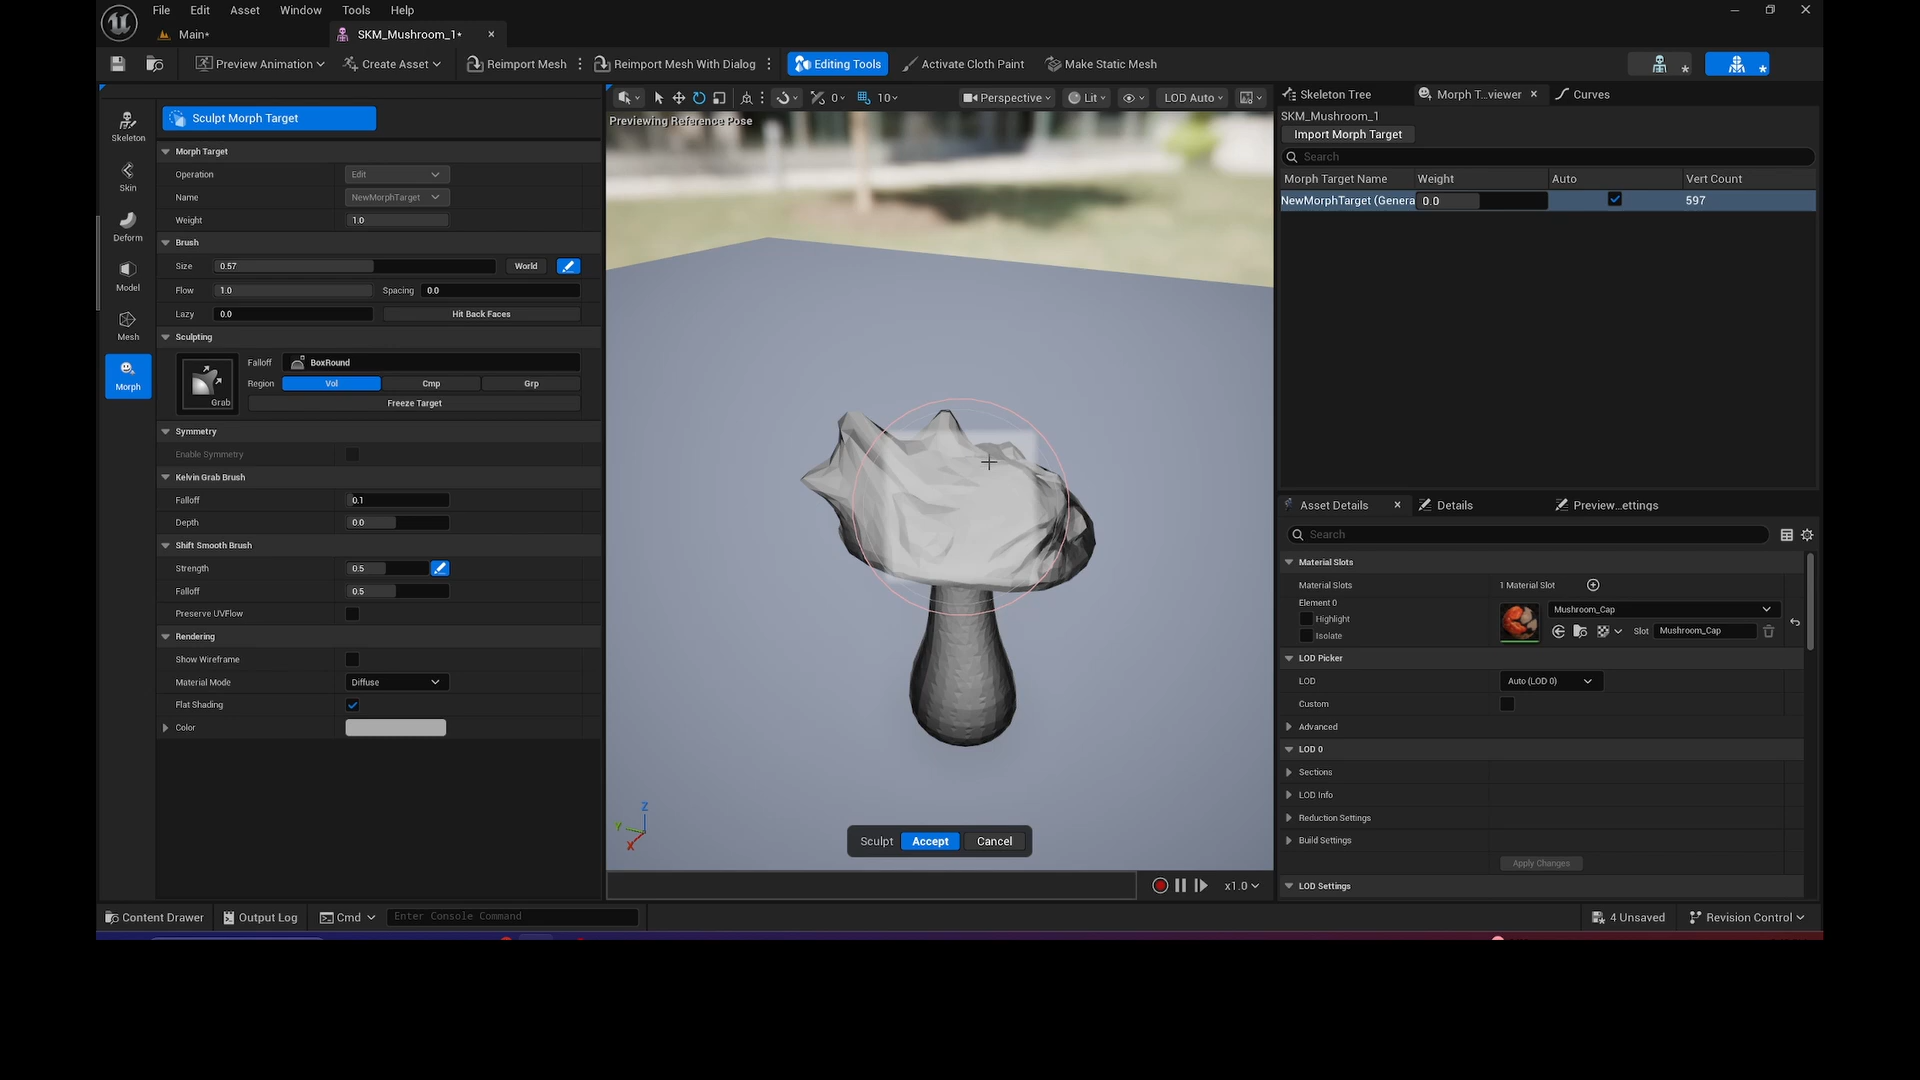 File Edit Asset Window Tools Help
Main*
SKM_Mushroom_1*
Preview Animation
Create Asset
Reimport Mesh
Reimport Mesh With Dialog
Editing Tools
Activate Cloth Paint
Make Static Mesh
Skeleton
Skin
Deform
Model
Mesh
Morph
Sculpt Morph Target
Morph Target
Operation Edit
Name NewMorphTarget
Weight 1.0
Brush
Size 0.57 World
Flow 1.0 Spacing 0.0
Lazy 0.0 Hit Back Faces
Sculpting
Grab
Falloff BoxRound
Region Vol Cmp Grp
Freeze Target
Symmetry
Enable Symmetry
Kelvin Grab Brush
Falloff 0.1
Depth 0.0
Shift Smooth Brush
Strength 0.5
Falloff 0.5
Preserve UVFlow
Rendering
Show Wireframe
Material Mode Diffuse
Flat Shading
Color
0
10
Perspective
Lit
LOD Auto
Previewing Reference Pose
Z
Y
X
Sculpt Accept Cancel
x1.0
Skeleton Tree
Morph T...viewer
Curves
SKM_Mushroom_1
Import Morph Target
Search
Morph Target Name Weight Auto Vert Count
NewMorphTarget (Genera 0.0 597
Asset Details
Details
Preview...ettings
Search
Material Slots
Material Slots 1 Material Slot
Element 0
Highlight
Isolate
Mushroom_Cap
Slot Mushroom_Cap
LOD Picker
LOD Auto (LOD 0)
Custom
Advanced
LOD 0
Sections
LOD Info
Reduction Settings
Build Settings
Apply Changes
LOD Settings
Content Drawer
Output Log
Cmd
Enter Console Command
4 Unsaved
Revision Control